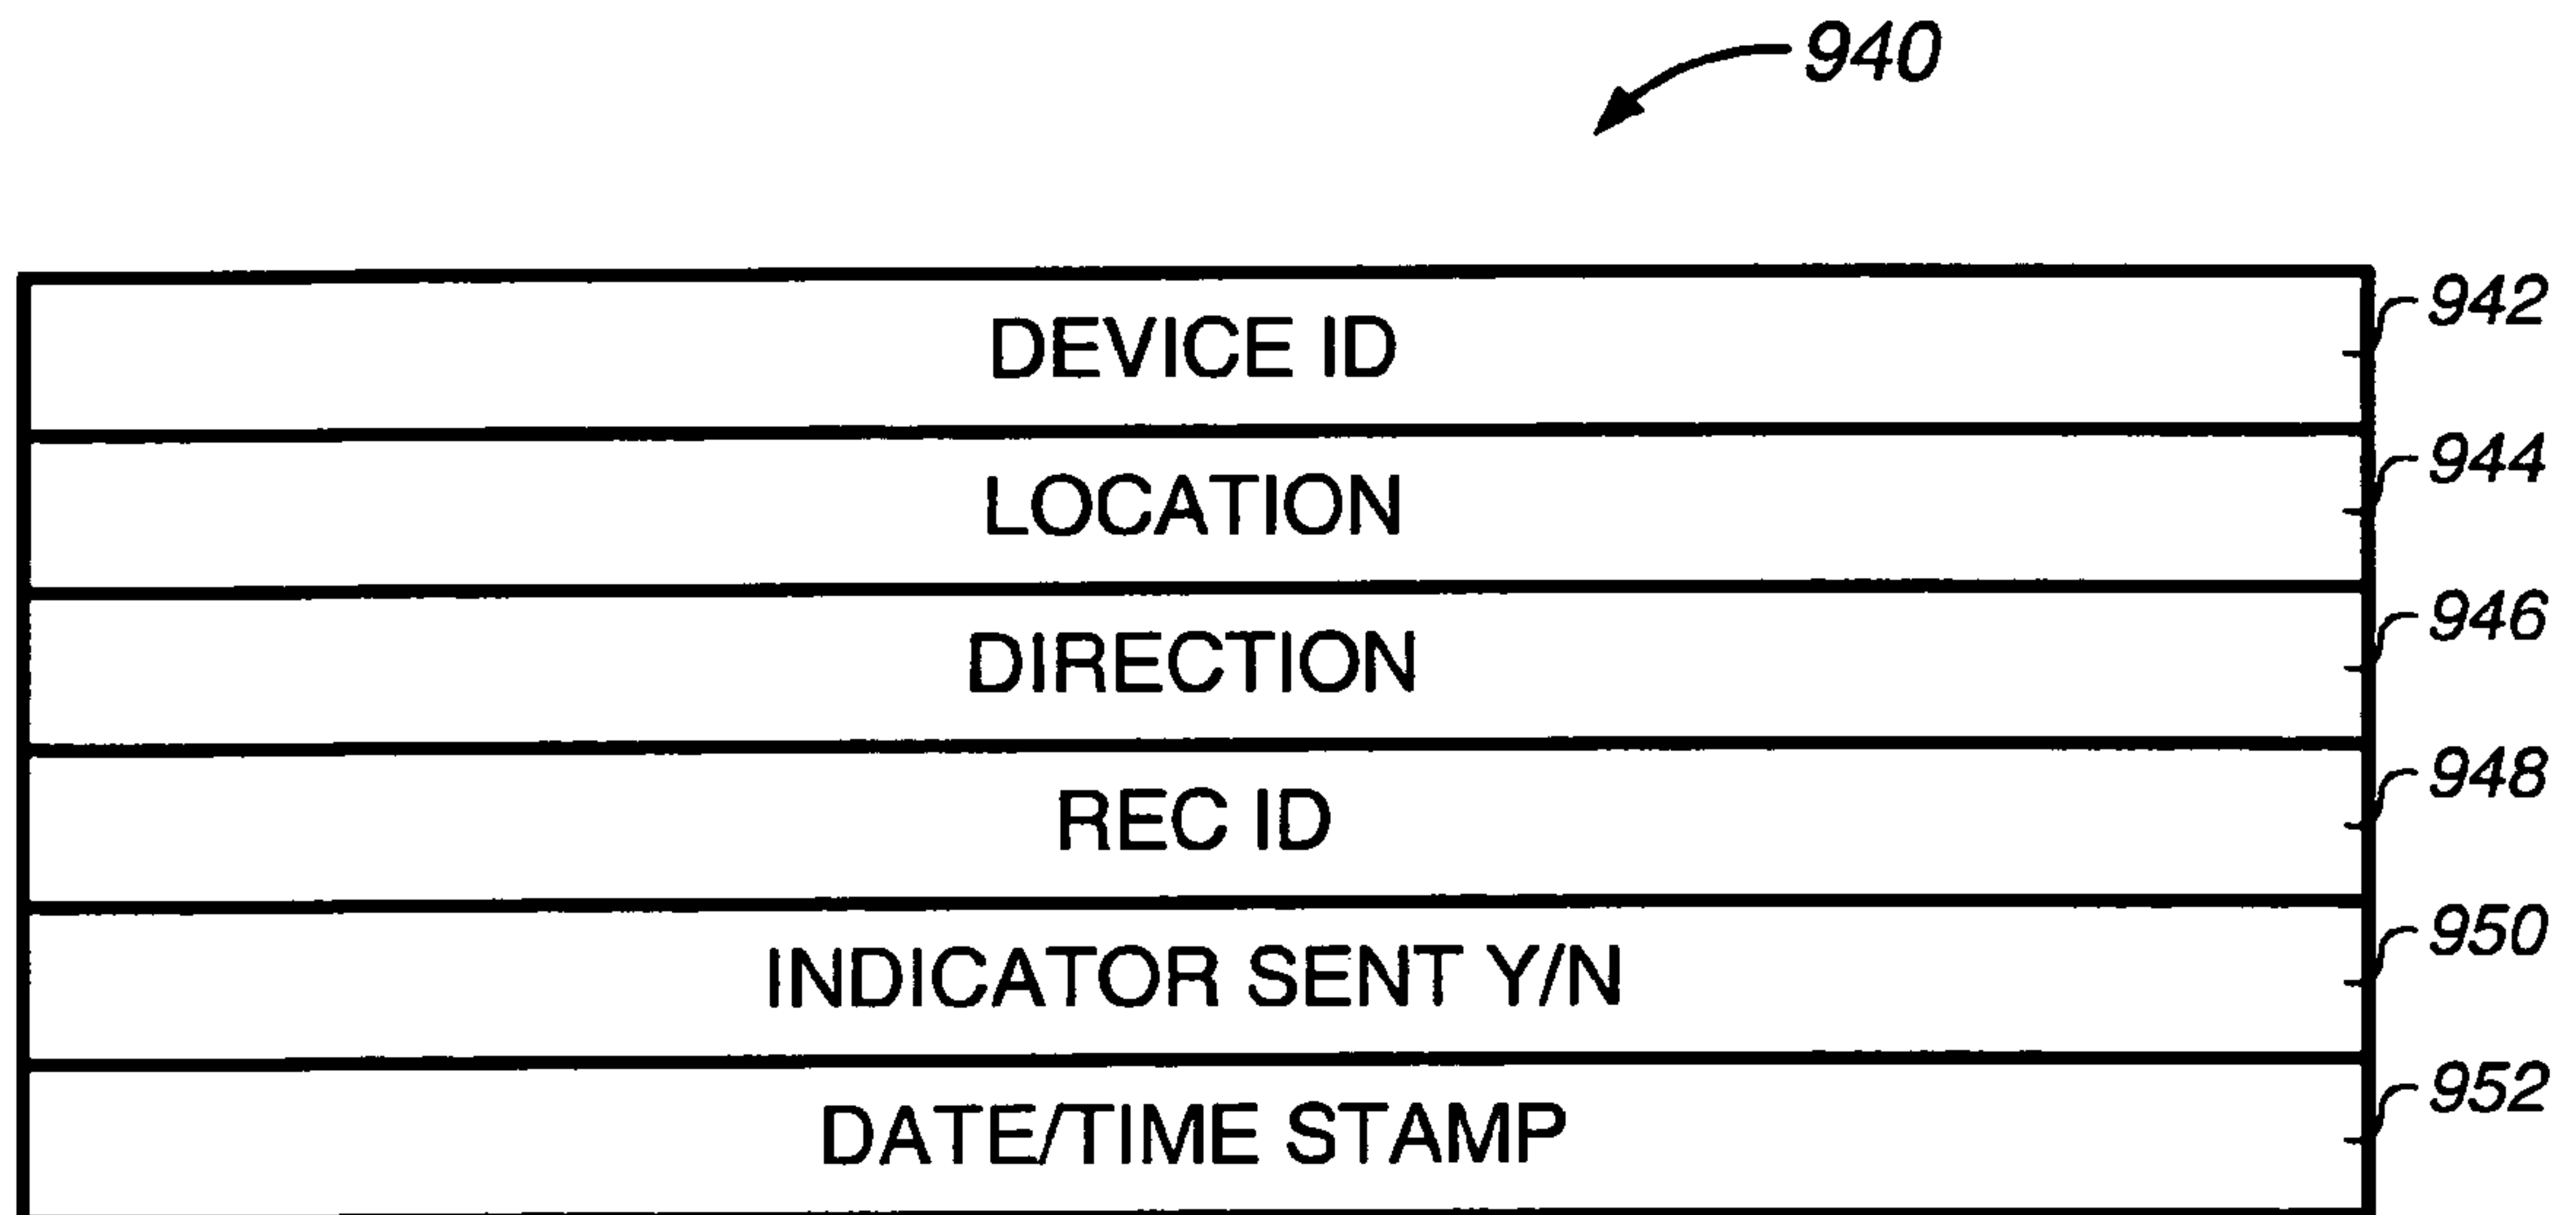 940
DEVICE ID 942
LOCATION 944
DIRECTION 946
REC ID 948
INDICATOR SENT Y/N 950
DATE/TIME STAMP 952